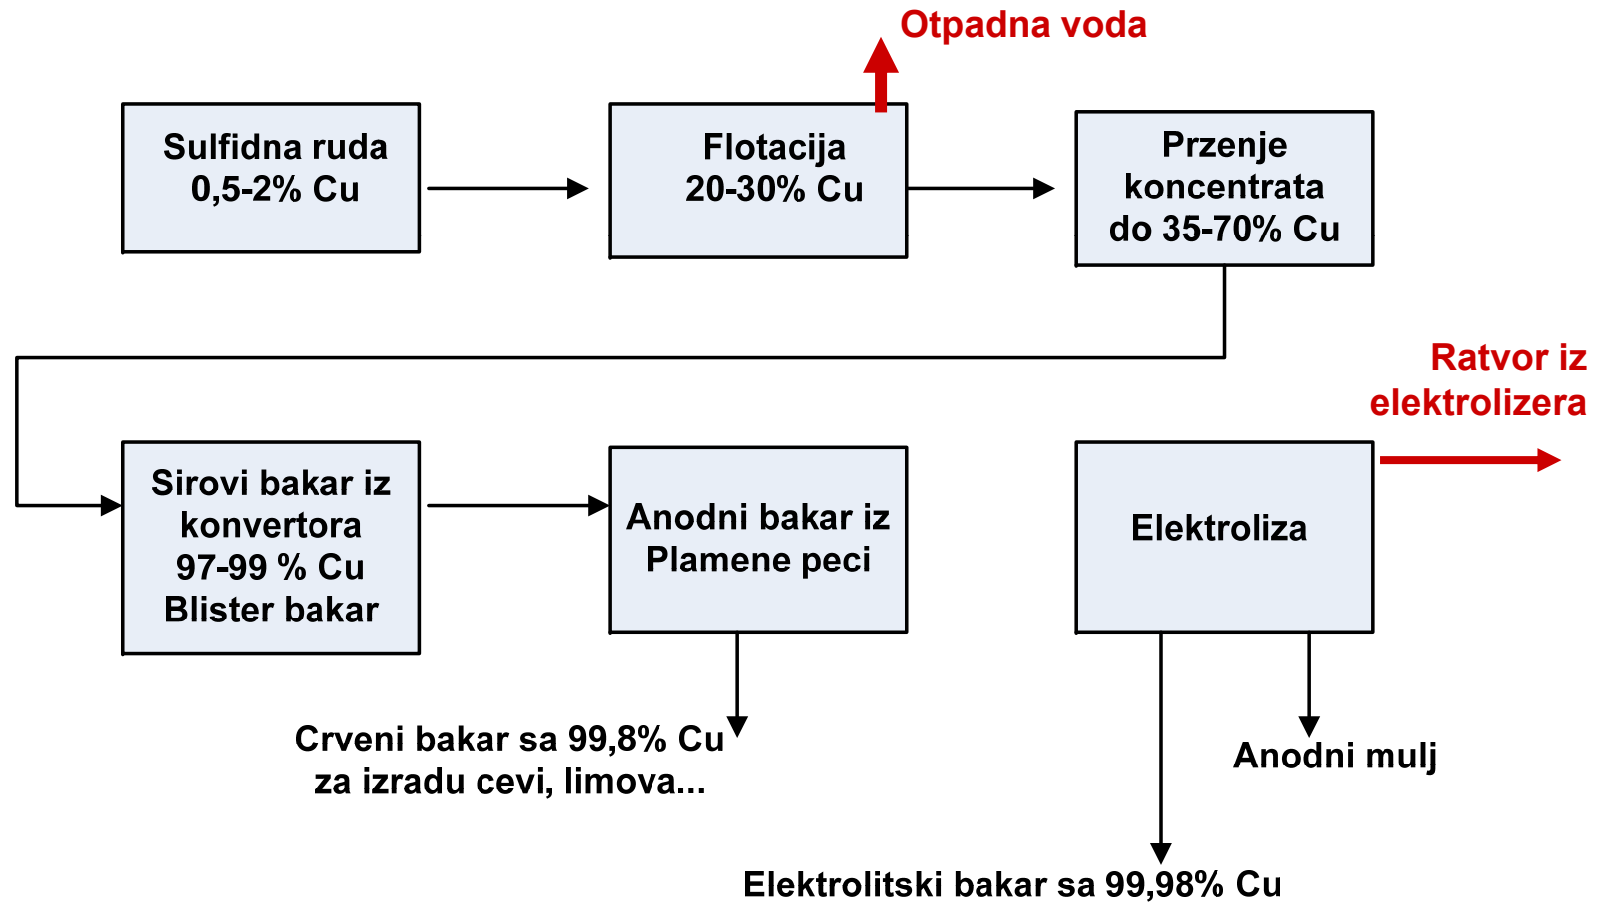 Otpadna voda
Sulfidna ruda
0,5-2% Cu
Flotacija
20-30% Cu
Przenje
koncentrata
do 35-70% Cu
Ratvor iz
elektrolizera
Sirovi bakar iz
konvertora
97-99 % Cu
Blister bakar
Anodni bakar iz
Plamene peci
Elektroliza
Crveni bakar sa 99,8% Cu
za izradu cevi, limova...
Anodni mulj
Elektrolitski bakar sa 99,98% Cu